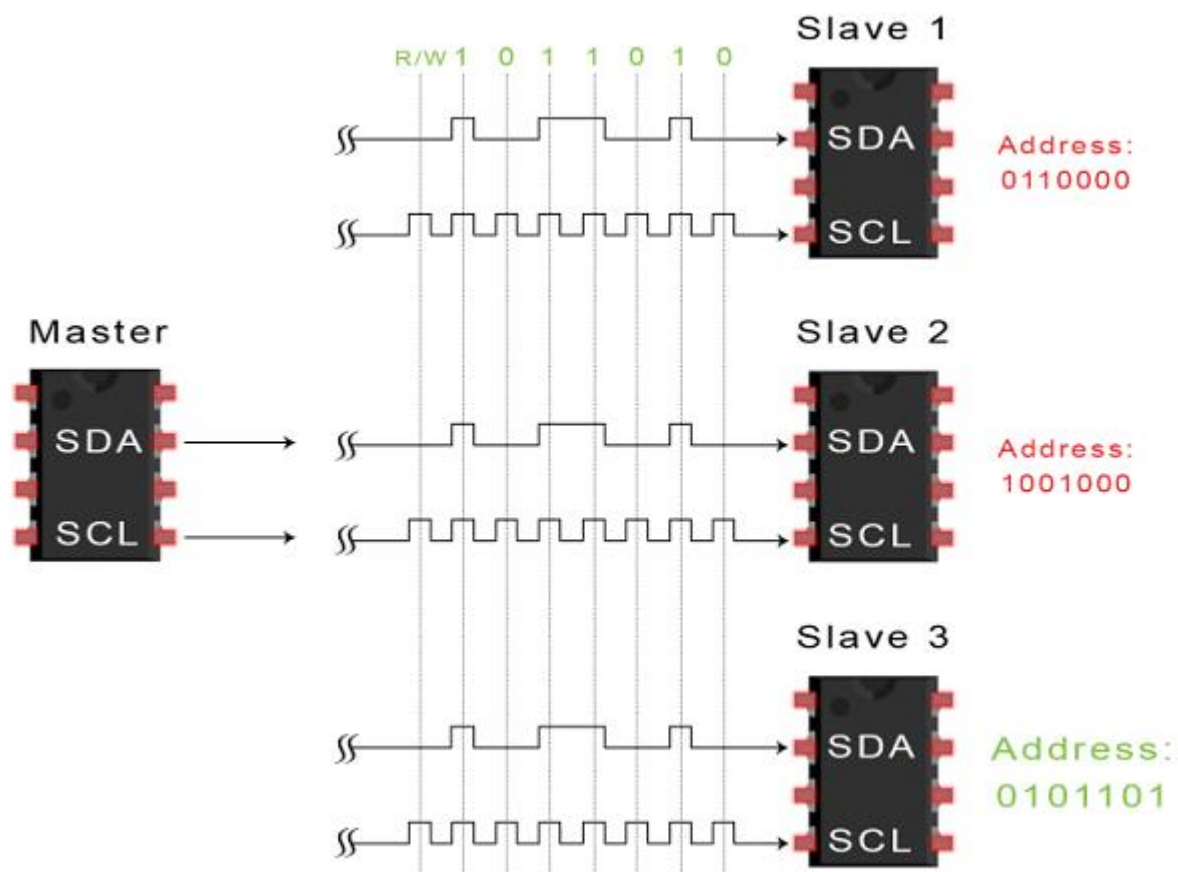 Slave 1
R/W 1 0 1 1 0 1 0
SDA
Address:
0110000
SCL
Master
SDA
SCL
Slave 2
SDA
Address:
1001000
SCL
Slave 3
SDA
Address:
0101101
SCL